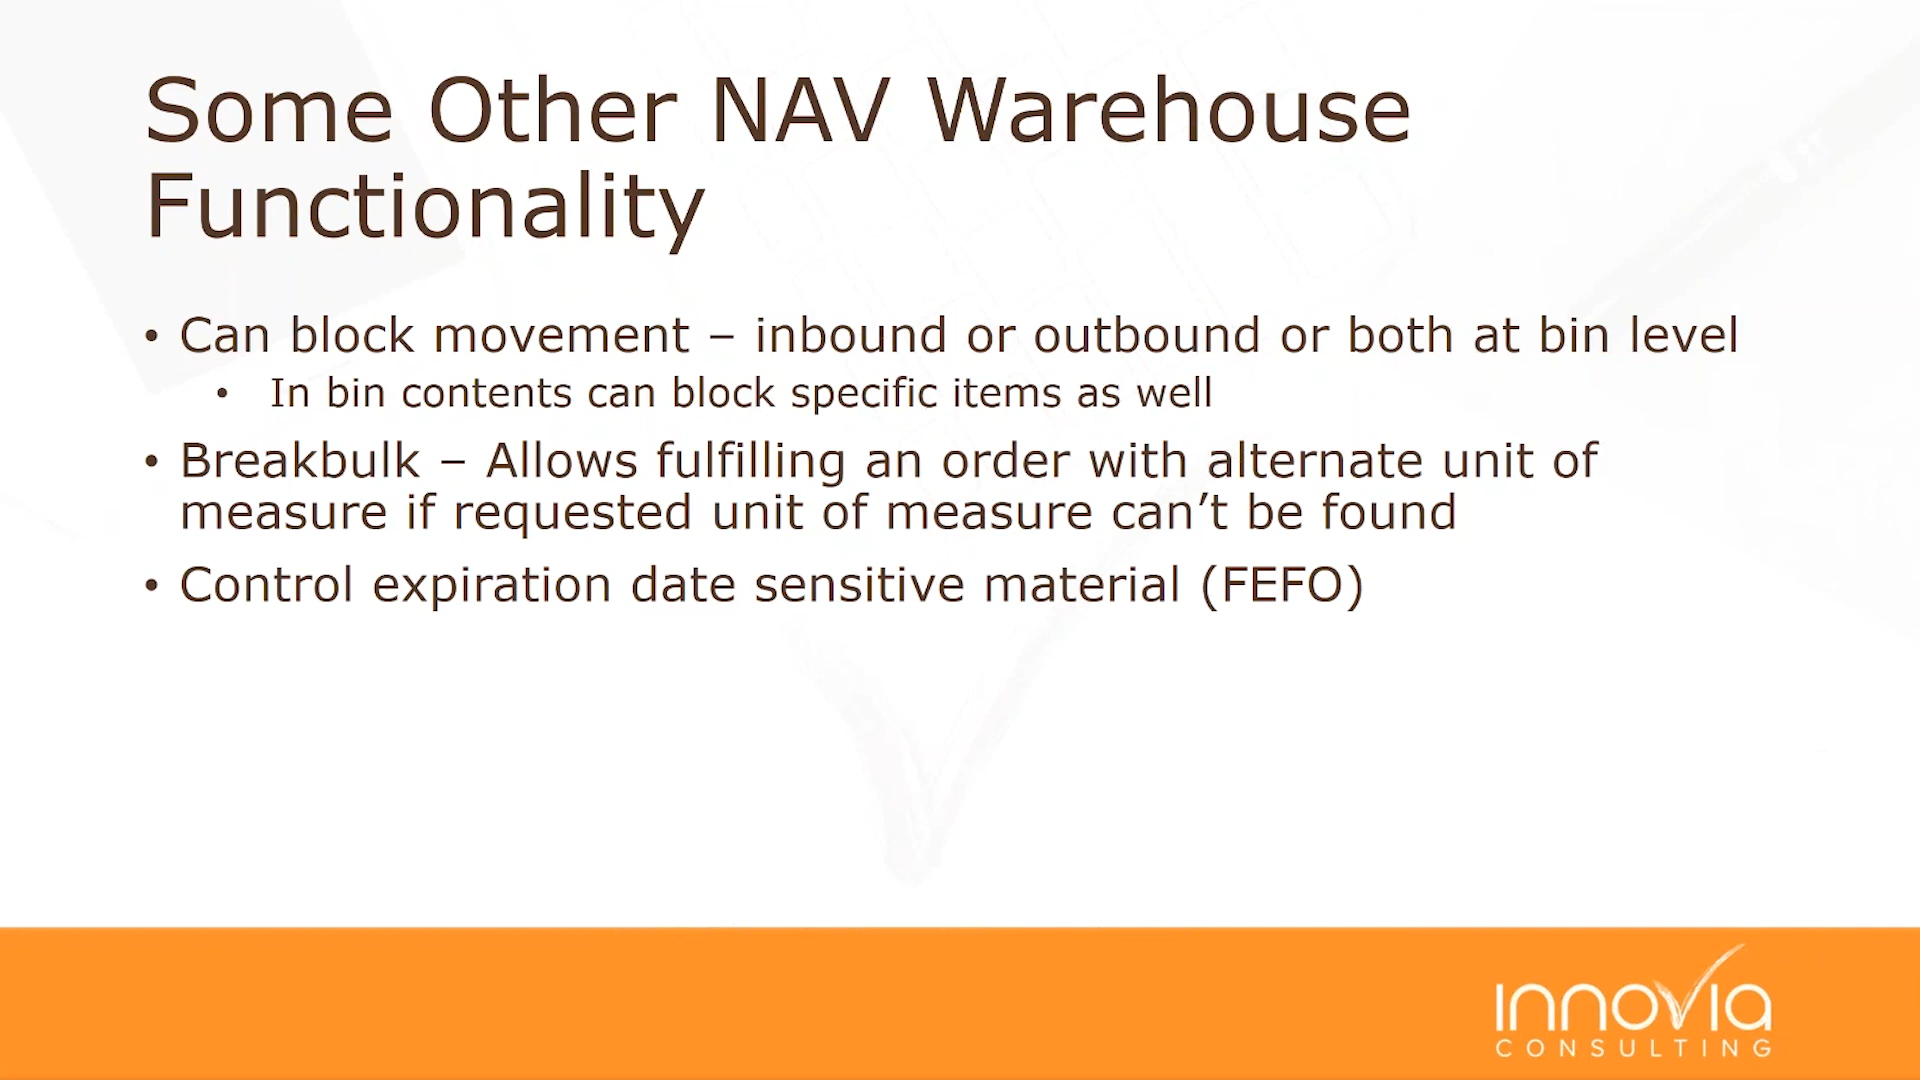 Some Other NAV Warehouse
Functionality
• Can block movement – inbound or outbound or both at bin level
• In bin contents can block specific items as well
• Breakbulk – Allows fulfilling an order with alternate unit of
measure if requested unit of measure can’t be found
• Control expiration date sensitive material (FEFO)
innovia
CONSULTING